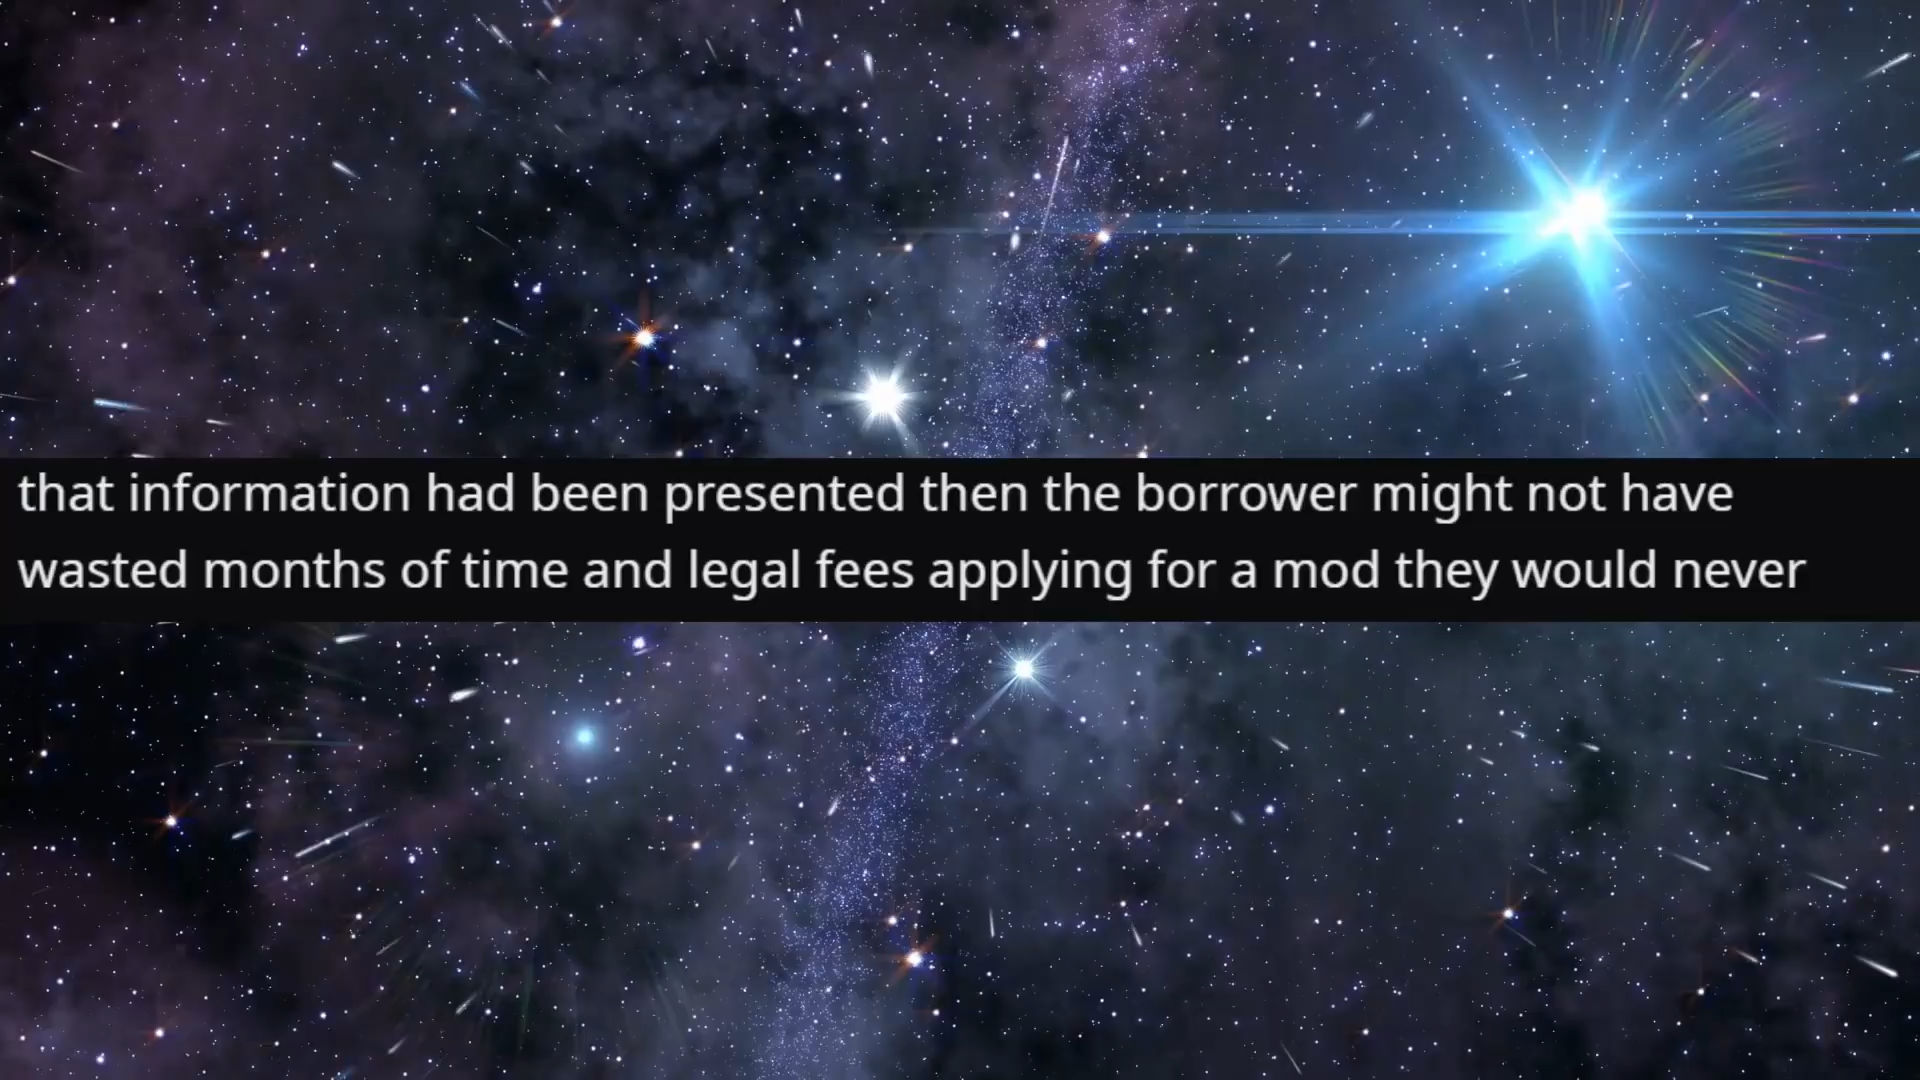 that information had been presented then the borrower might not have
wasted months of time and legal fees applying for a mod they would never